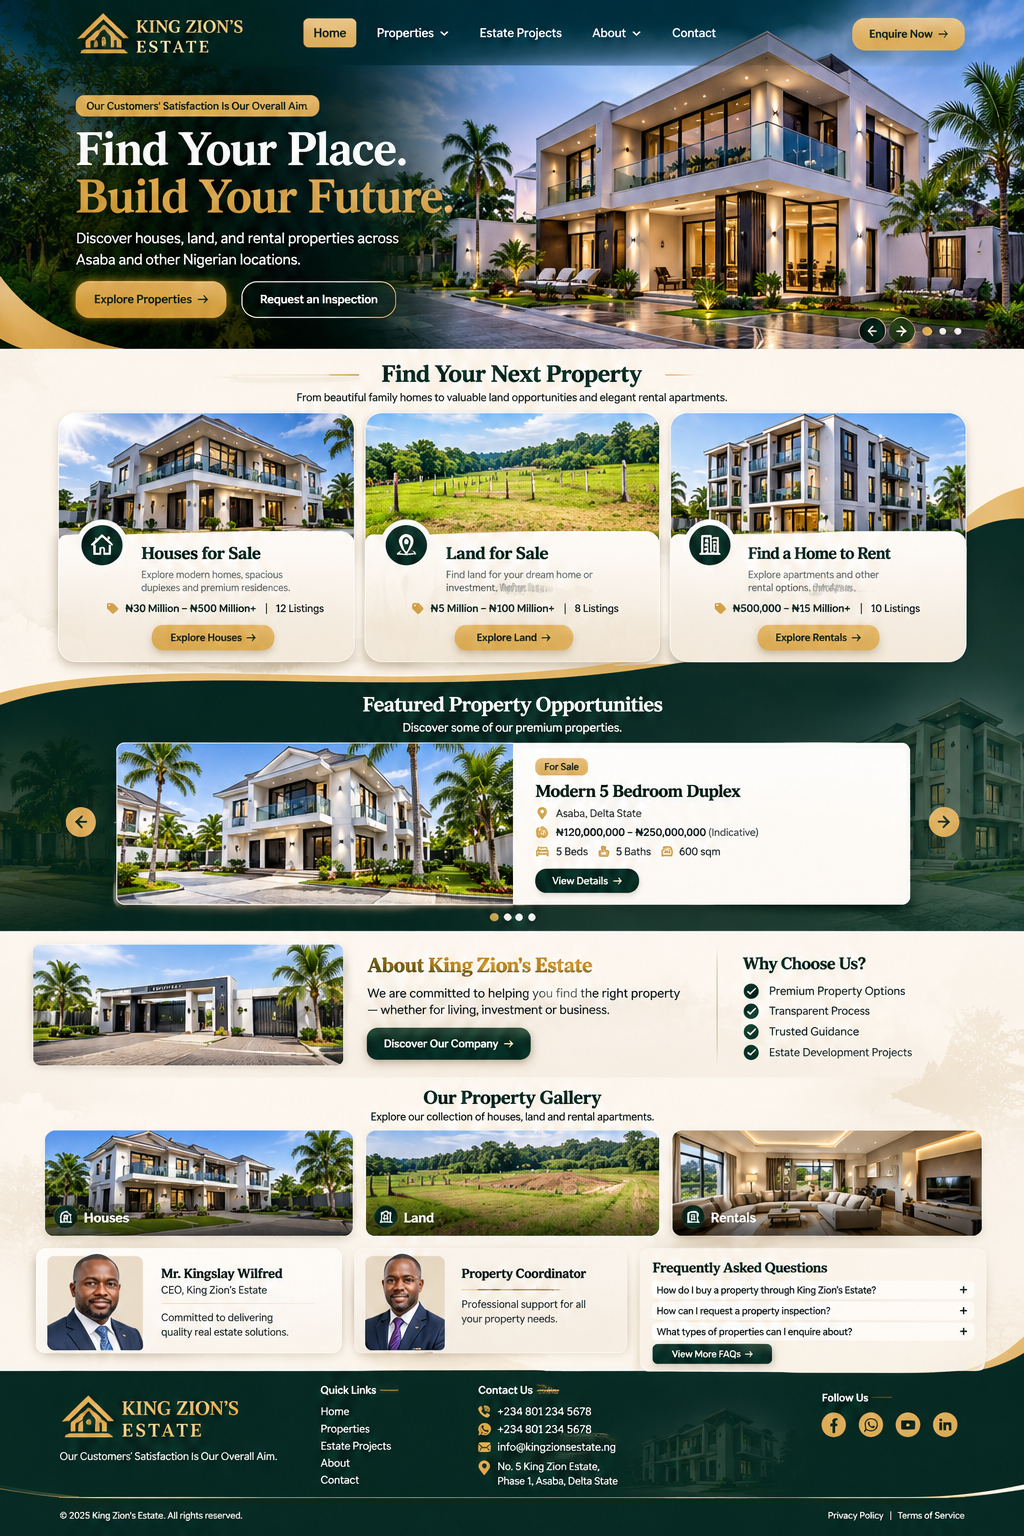 KING ZION'S
ESTATE
Home
Properties
Estate Projects
About
Contact
Enquire Now →
Our Customers' Satisfaction Is Our Overall Aim.
Find Your Place.
Build Your Future.
Discover houses, land, and rental properties across
Asaba and other Nigerian locations.
Explore Properties →
Request an Inspection
Find Your Next Property
From beautiful family homes to valuable land opportunities and elegant rental apartments.
Houses for Sale
Explore modern homes, spacious
duplexes and premium residences.
₦30 Million – ₦500 Million+ | 12 Listings
Explore Houses →
Land for Sale
Find land for your dream home or
investment,
₦5 Million – ₦100 Million+ | 8 Listings
Explore Land →
Find a Home to Rent
Explore apartments and other
rental options,
₦500,000 – ₦15 Million+ | 10 Listings
Explore Rentals →
Featured Property Opportunities
Discover some of our premium properties.
For Sale
Modern 5 Bedroom Duplex
Asaba, Delta State
₦120,000,000 – ₦250,000,000 (Indicative)
5 Beds 5 Baths 600 sqm
View Details →
About King Zion's Estate
We are committed to helping you find the right property
— whether for living, investment or business.
Discover Our Company →
Why Choose Us?
Premium Property Options
Transparent Process
Trusted Guidance
Estate Development Projects
Our Property Gallery
Explore our collection of houses, land and rental apartments.
Houses
Land
Rentals
Mr. Kingslay Wilfred
CEO, King Zion's Estate
Committed to delivering
quality real estate solutions.
Property Coordinator
Professional support for all
your property needs.
Frequently Asked Questions
How do I buy a property through King Zion's Estate? +
How can I request a property inspection? +
What types of properties can I enquire about? +
View More FAQs →
KING ZION'S
ESTATE
Our Customers' Satisfaction Is Our Overall Aim.
Quick Links
Home
Properties
Estate Projects
About
Contact
Contact Us
+234 801 234 5678
+234 801 234 5678
info@kingzionsestate.ng
No. 5 King Zion Estate,
Phase 1, Asaba, Delta State
Follow Us
© 2025 King Zion's Estate. All rights reserved.
Privacy Policy | Terms of Service